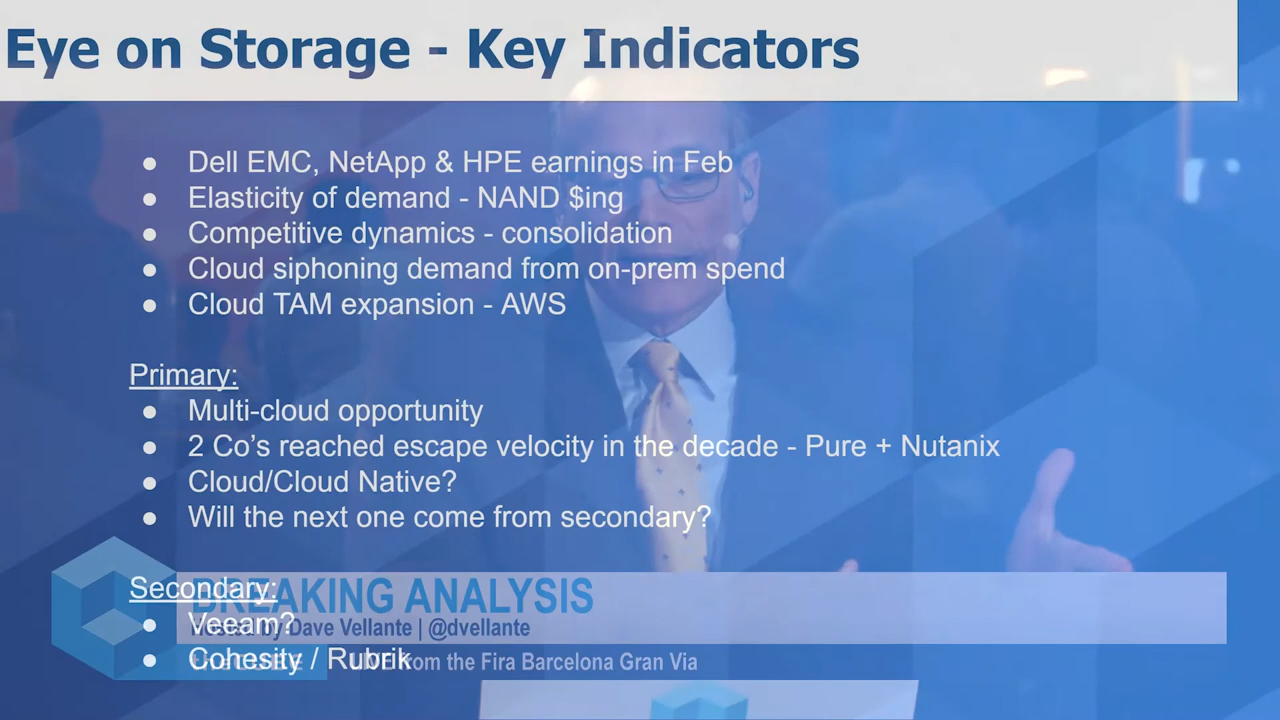 Eye on Storage - Key Indicators
● Dell EMC, NetApp & HPE earnings in Feb
● Elasticity of demand - NAND $ing
● Competitive dynamics - consolidation
● Cloud siphoning demand from on-prem spend
● Cloud TAM expansion - AWS
Primary:
● Multi-cloud opportunity
● 2 Co's reached escape velocity in the decade - Pure + Nutanix
● Cloud/Cloud Native?
● Will the next one come from secondary?
Secondary:
BREAKING ANALYSIS
● Veeam?
Hosted by Dave Vellante | @dvellante
● Cohesity / Rubrik
from the Fira Barcelona Gran Via